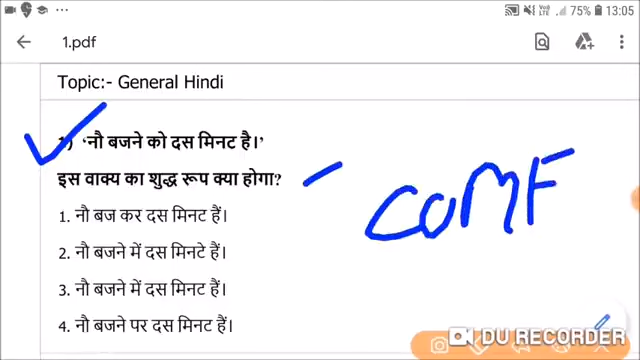 75% 13:05
1.pdf
Topic:- General Hindi
1) 'नौ बजने को दस मिनट है।'
इस वाक्य का शुद्ध रूप क्या होगा?
COMF
1. नौ बज कर दस मिनट हैं।
2. नौ बजने में दस मिनटे हैं।
3. नौ बजने में दस मिनट हैं।
4. नौ बजने पर दस मिनट हैं।
DU RECORDER